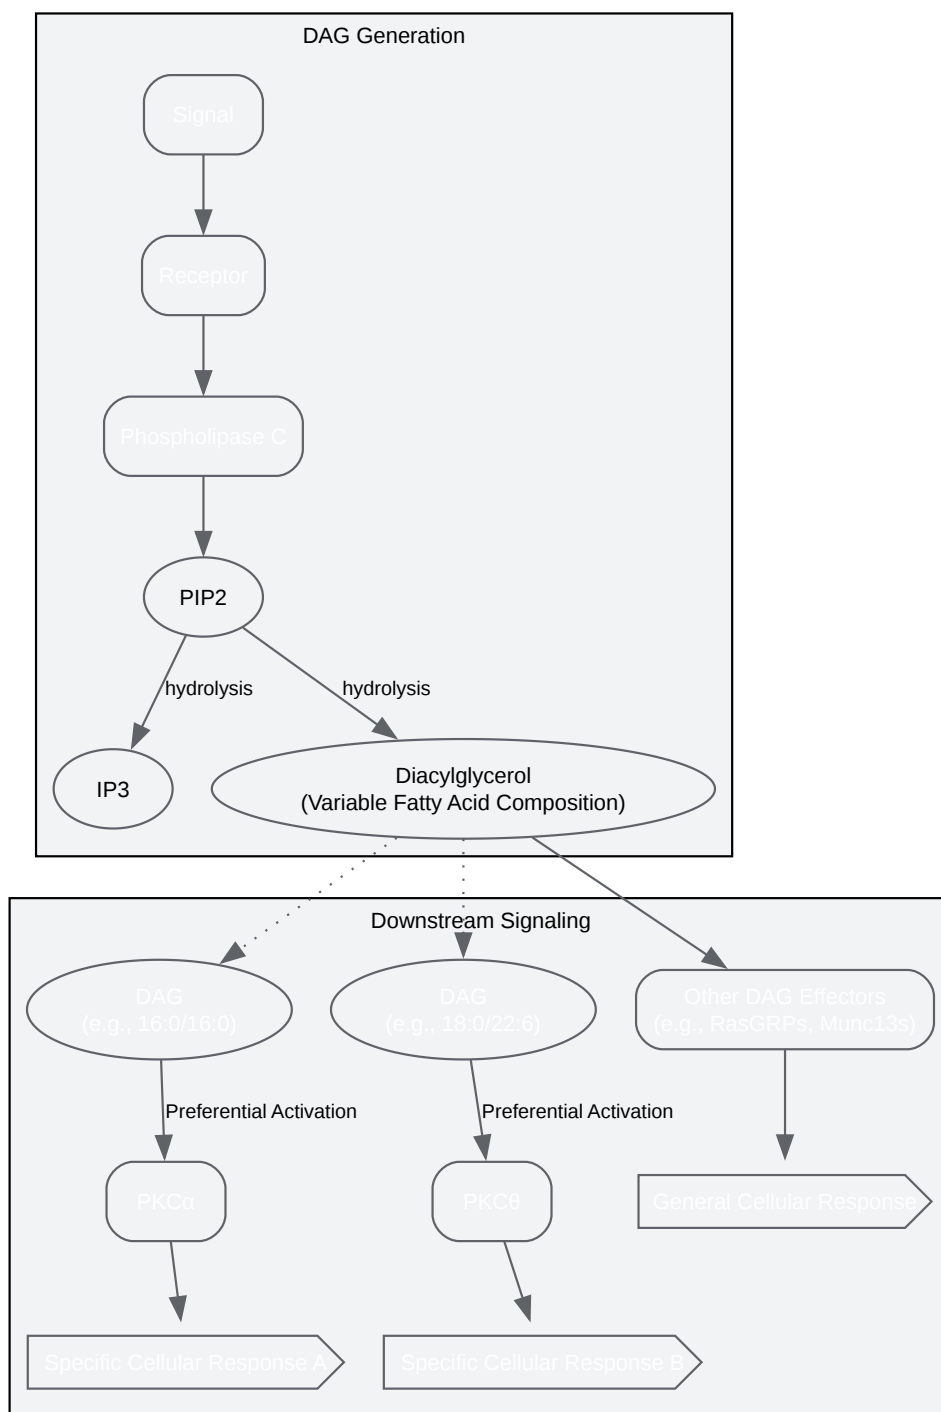 DAG Generation
Signal
Receptor
Phospholipase C
PIP2
hydrolysis
hydrolysis
IP3
Diacylglycerol
(Variable Fatty Acid Composition)
Downstream Signaling
DAG
(e.g., 16:0/16:0)
DAG
(e.g., 18:0/22:6)
Other DAG Effectors
(e.g., RasGRPs, Munc13s)
Preferential Activation
Preferential Activation
PKCα
PKCθ
General Cellular Response
Specific Cellular Response A
Specific Cellular Response B